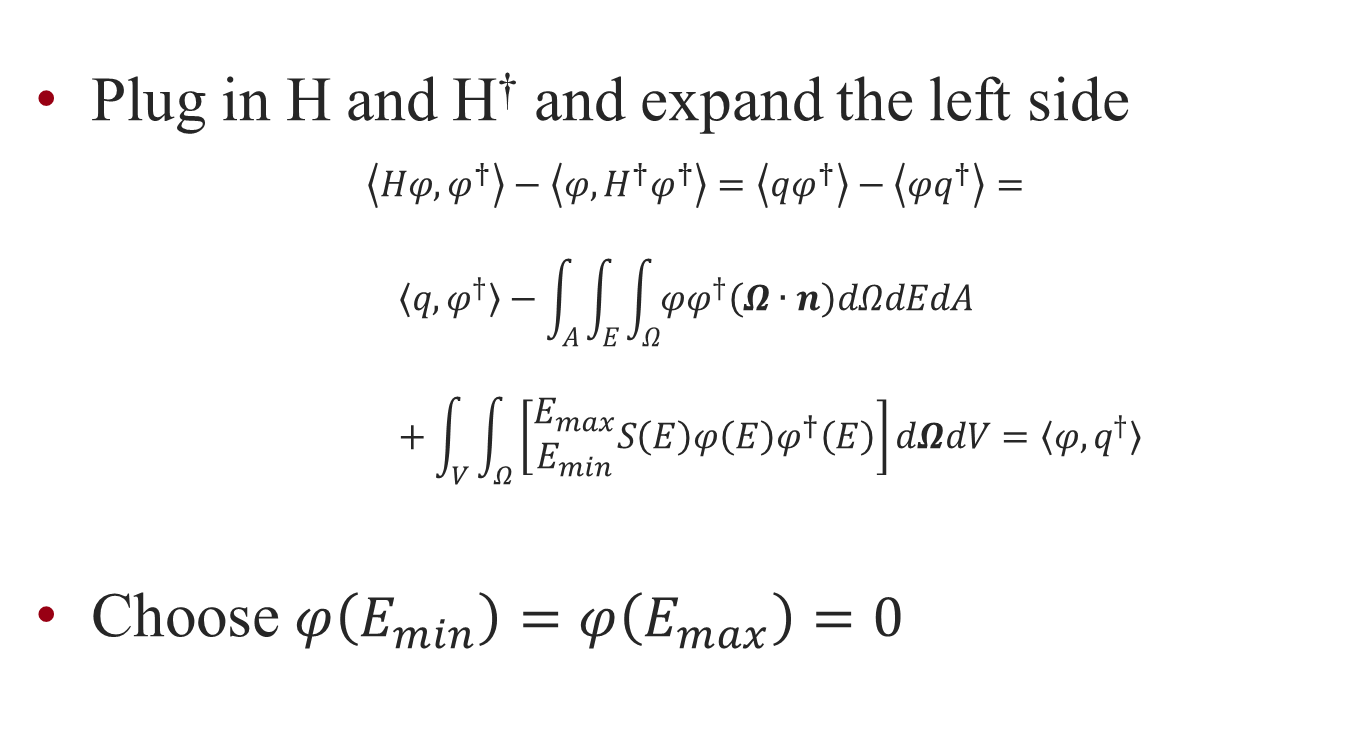 • Plug in H and H† and expand the left side
⟨Hφ, φ†⟩ − ⟨φ, H†φ†⟩ = ⟨qφ†⟩ − ⟨φq†⟩ =
⟨q, φ†⟩ − ∫_A ∫_E ∫_Ω φφ†(𝜴 · 𝒏)dΩdEdA
+ ∫_V ∫_Ω [E_max E_min S(E)φ(E)φ†(E)] d𝜴dV = ⟨φ, q†⟩
• Choose φ(E_min) = φ(E_max) = 0